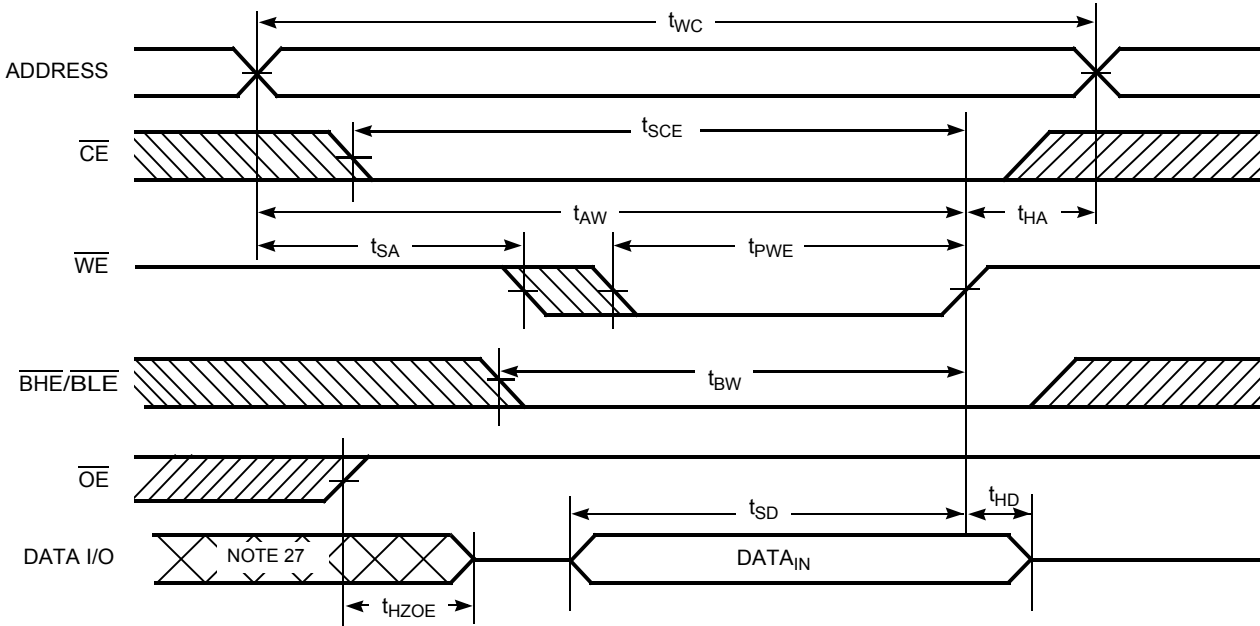 tWC
ADDRESS
tSCE
CE
tAW
tHA
tSA
tPWE
WE
BHE/BLE
tBW
OE
tSD
tHD
DATA I/O
NOTE 27
DATAIN
tHZOE